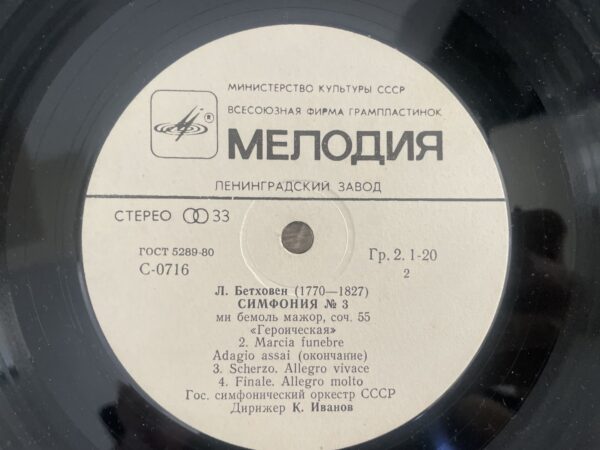 МИНИСТЕРСТВО КУЛЬТУРЫ СССР
ВСЕСОЮЗНАЯ ФИРМА ГРАМПЛАСТИНОК
®
МЕЛОДИЯ
ЛЕНИНГРАДСКИЙ ЗАВОД
СТЕРЕО 33
ГОСТ 5289-80
С-0716
Гр. 2. 1-20
2
Л. Бетховен (1770—1827)
СИМФОНИЯ № 3
ми бемоль мажор, соч. 55
«Героическая»
2. Marcia funebre
Adagio assai (окончание)
3. Scherzo. Allegro vivace
4. Finale. Allegro molto
Гос. симфонический оркестр СССР
Дирижер К. Иванов